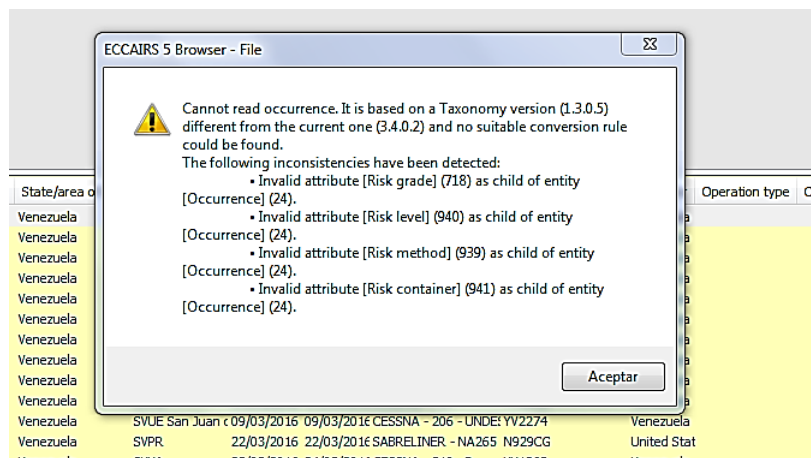 ECCAIRS 5 Browser - File
Cannot read occurrence. It is based on a Taxonomy version (1.3.0.5)
different from the current one (3.4.0.2) and no suitable conversion rule
could be found.
The following inconsistencies have been detected:
▪ Invalid attribute [Risk grade] (718) as child of entity
[Occurrence] (24).
▪ Invalid attribute [Risk level] (940) as child of entity
[Occurrence] (24).
▪ Invalid attribute [Risk method] (939) as child of entity
[Occurrence] (24).
▪ Invalid attribute [Risk container] (941) as child of entity
[Occurrence] (24).
Aceptar
State/area o Operation type
Venezuela
Venezuela
Venezuela
Venezuela
Venezuela
Venezuela
Venezuela
Venezuela
Venezuela
Venezuela
Venezuela SVUE San Juan 09/03/2016 09/03/2016 CESSNA - 206 - UNDE YV2274 Venezuela
Venezuela SVPR 22/03/2016 22/03/2016 SABRELINER - NA265 N929CG United Stat